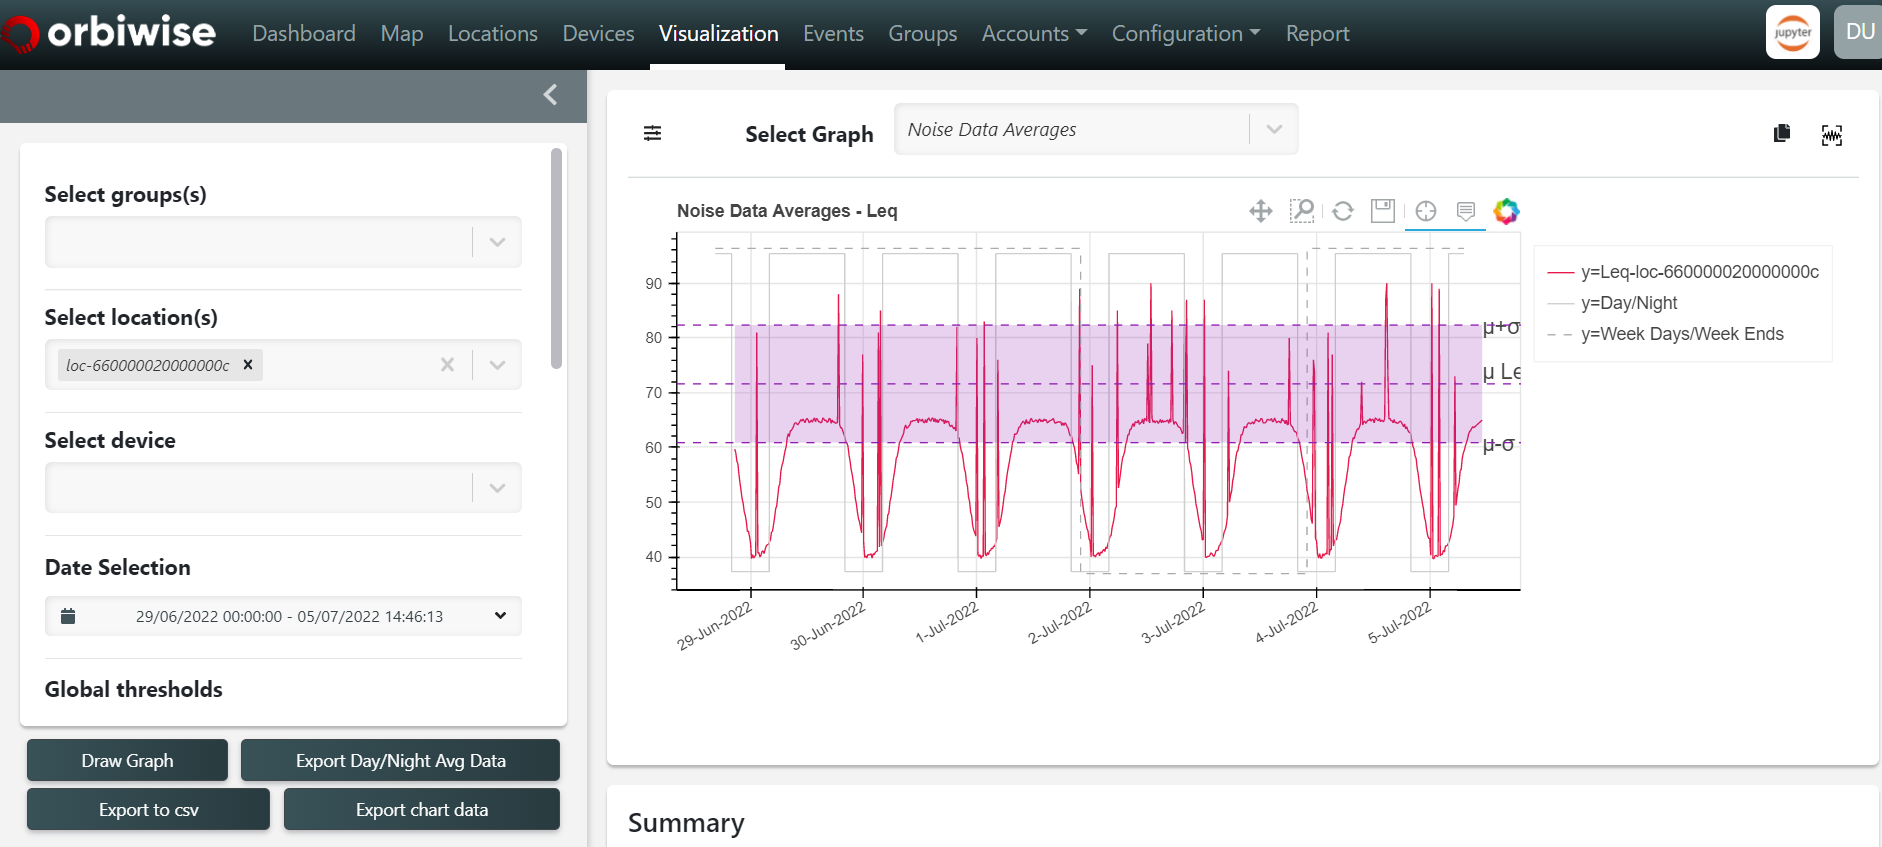 orbiwise Dashboard Map Locations Devices Visualization Events Groups Accounts Configuration Report jupyter DU
Select groups(s)
Select location(s)
loc-660000020000000c ×
Select device
Date Selection
29/06/2022 00:00:00 - 05/07/2022 14:46:13
Global thresholds
Draw Graph Export Day/Night Avg Data
Export to csv Export chart data
Select Graph Noise Data Averages
Noise Data Averages - Leq
90
80
70
60
50
40
μ+σ
μ Le
μ-σ
29-Jun-2022 30-Jun-2022 1-Jul-2022 2-Jul-2022 3-Jul-2022 4-Jul-2022 5-Jul-2022
y=Leq-loc-660000020000000c
y=Day/Night
y=Week Days/Week Ends
Summary